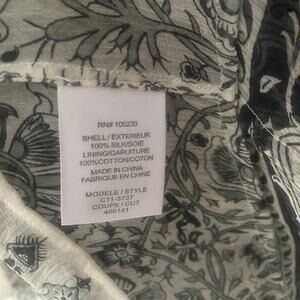 RN# 105230
SHELL/EXTERIEUR
100% SILK/SOIE
LINING/CARUITURE
100%COTTON/COTON
MADE IN CHINA
FABRIQUE EN CHINE
MODELE/STYLE
C11-3737
COUPE/CUT
400141